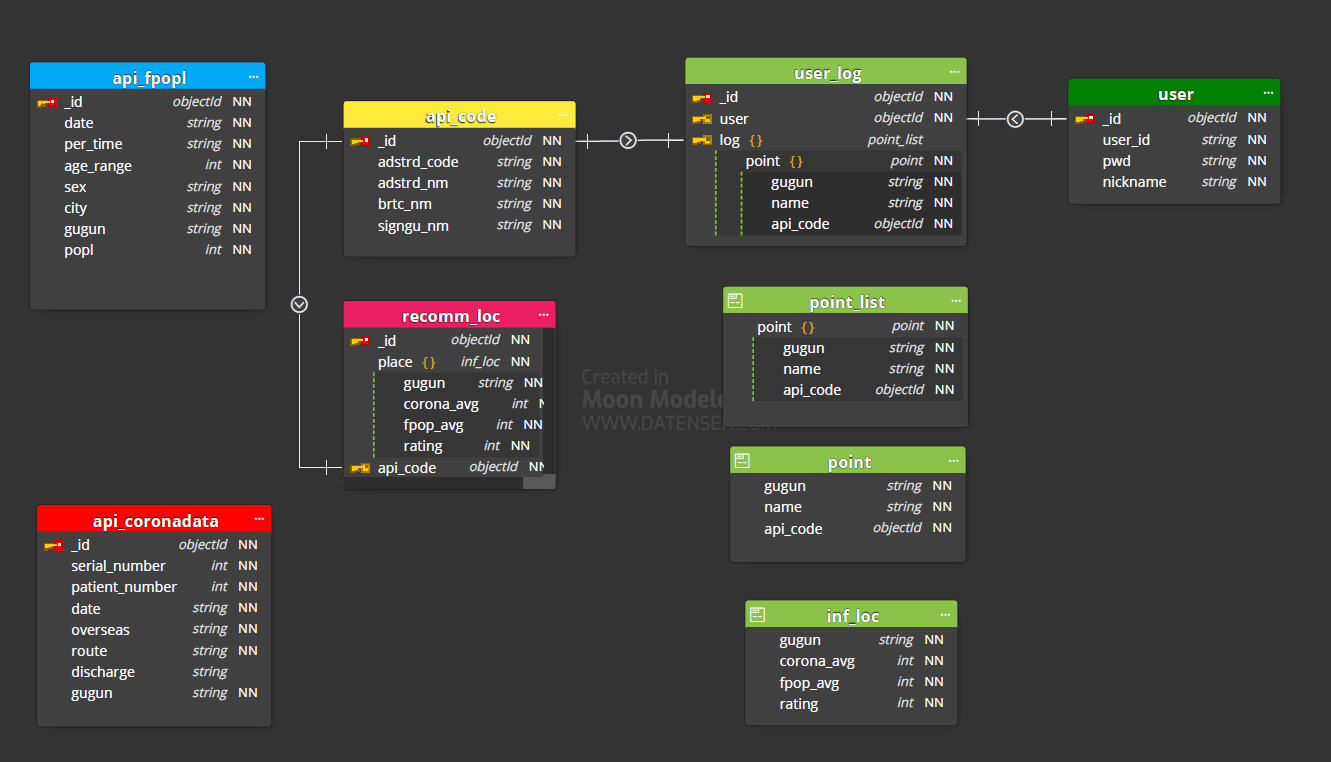 api_fpopl ...
_id objectId NN
date string NN
per_time string NN
age_range int NN
sex string NN
city string NN
gugun string NN
popl int NN
api_code ...
_id objectId NN
adstrd_code string NN
adstrd_nm string NN
brtc_nm string NN
signgu_nm string NN
user_log ...
_id objectId NN
user objectId NN
log {} point_list
point {} point NN
gugun string NN
name string NN
api_code objectId NN
user ...
_id objectId NN
user_id string NN
pwd string NN
nickname string NN
recomm_loc ...
_id objectId NN
place {} inf_loc NN
gugun string NN
corona_avg int
fpop_avg int NN
rating int NN
api_code objectId NN
Created in
Moon Modele
WWW.DATENSEN.COM
point_list ...
point {} point NN
gugun string NN
name string NN
api_code objectId NN
point ...
gugun string NN
name string NN
api_code objectId NN
api_coronadata ...
_id objectId NN
serial_number int NN
patient_number int NN
date string NN
overseas string NN
route string NN
discharge string
gugun string NN
inf_loc ...
gugun string NN
corona_avg int NN
fpop_avg int NN
rating int NN